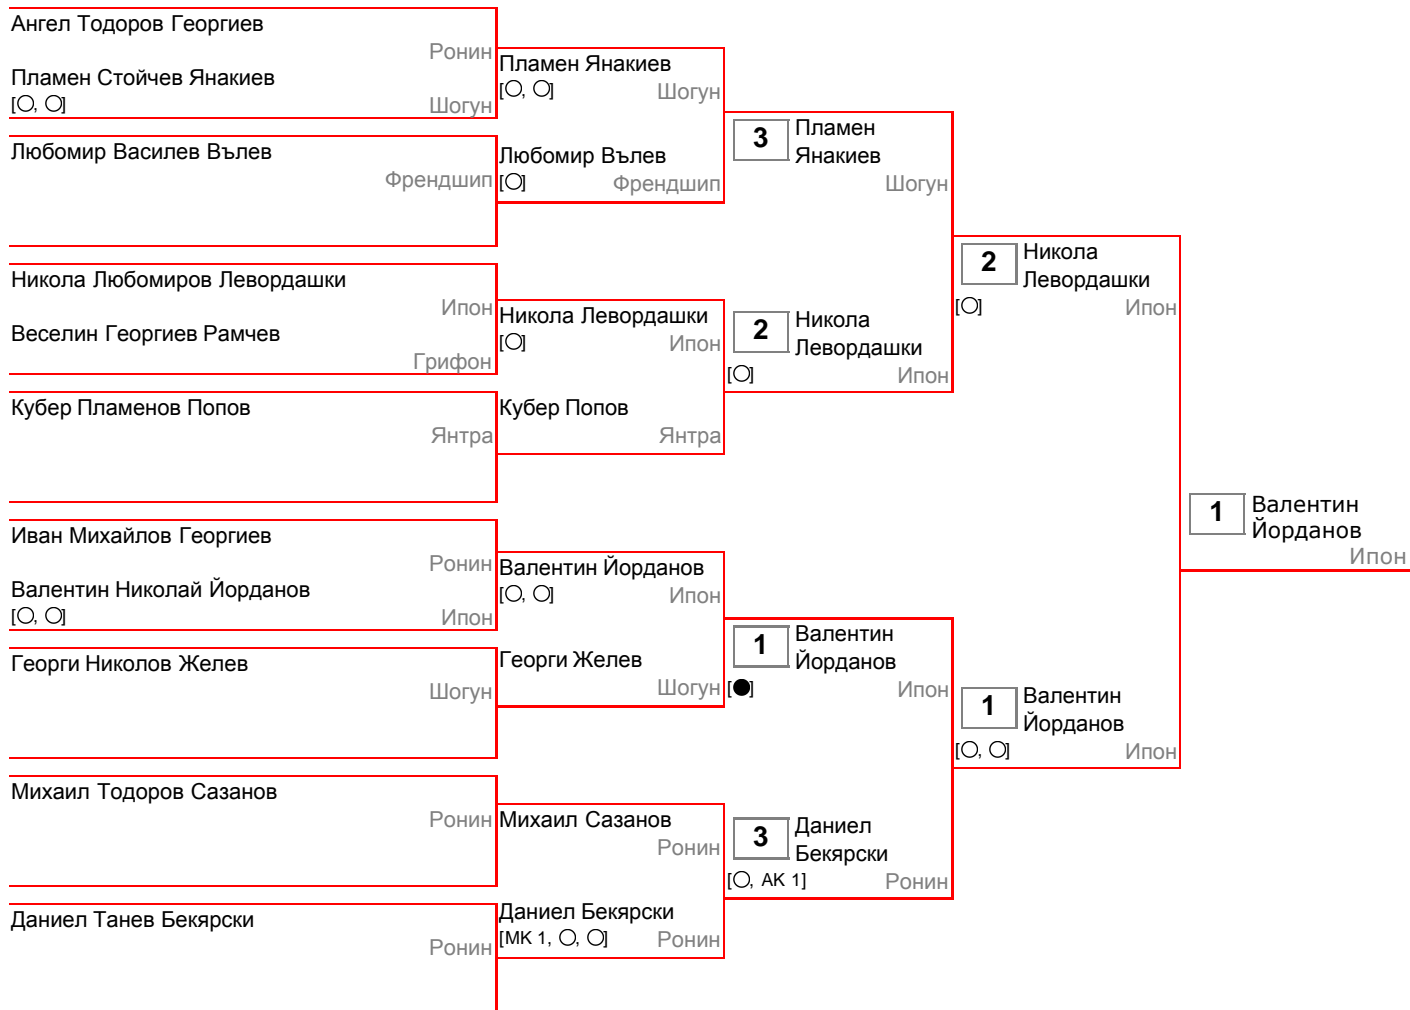 Ангел Тодоров Георгиев
Ронин
Пламен Стойчев Янакиев
[○, ○]
Шогун
Любомир Василев Вълев
Френдшип
Никола Любомиров Левордашки
Ипон
Веселин Георгиев Рамчев
Грифон
Кубер Пламенов Попов
Янтра
Иван Михайлов Георгиев
Ронин
Валентин Николай Йорданов
[○, ○]
Ипон
Георги Николов Желев
Шогун
Михаил Тодоров Сазанов
Ронин
Даниел Танев Бекярски
Ронин
Пламен Янакиев
[○, ○] Шогун
Любомир Вълев
[○] Френдшип
Никола Левордашки
[○] Ипон
Кубер Попов
Янтра
Валентин Йорданов
[○, ○] Ипон
Георги Желев
Шогун
Михаил Сазанов
Ронин
Даниел Бекярски
[МК 1, ○, ○] Ронин
3 Пламен
Янакиев
Шогун
2 Никола
Левордашки
[○] Ипон
1 Валентин
Йорданов
[●] Ипон
3 Даниел
Бекярски
[○, АК 1] Ронин
2 Никола
Левордашки
[○] Ипон
1 Валентин
Йорданов
[○, ○] Ипон
1 Валентин
Йорданов
Ипон